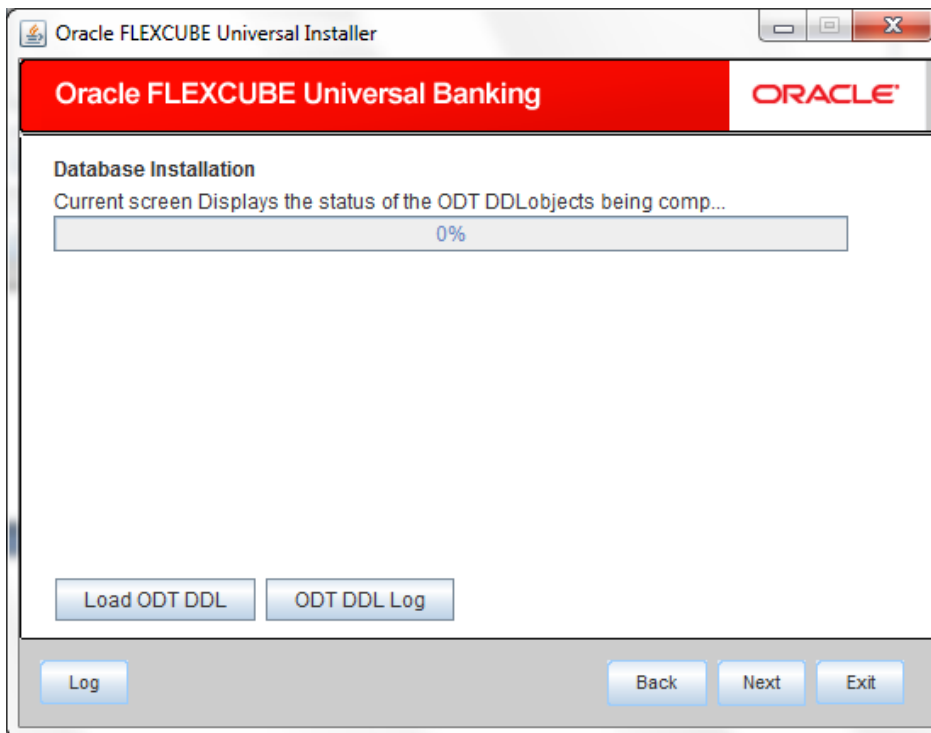 Oracle FLEXCUBE Universal Installer
Oracle FLEXCUBE Universal Banking
ORACLE
Database Installation
Current screen Displays the status of the ODT DDLobjects being comp...
0%
Load ODT DDL
ODT DDL Log
Log
Back
Next
Exit